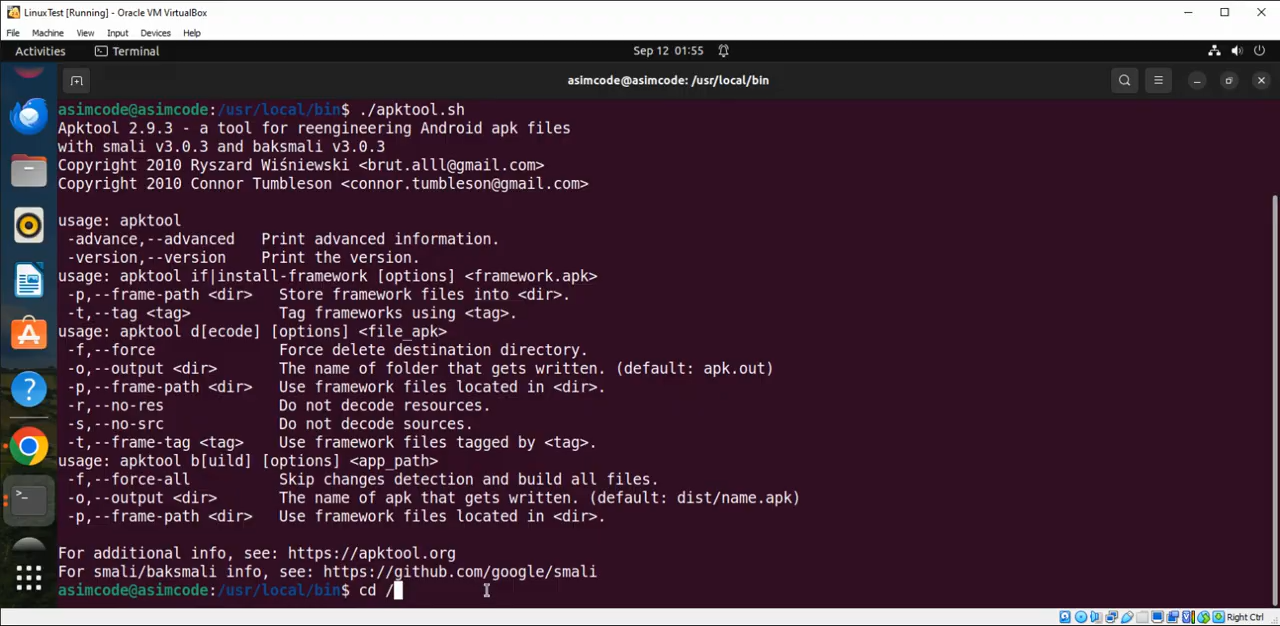 LinuxTest [Running] - Oracle VM VirtualBox
File Machine View Input Devices Help
Activities Terminal Sep 12 01:55
asimcode@asimcode: /usr/local/bin
asimcode@asimcode:/usr/local/bin$ ./apktool.sh
Apktool 2.9.3 - a tool for reengineering Android apk files
with smali v3.0.3 and baksmali v3.0.3
Copyright 2010 Ryszard Wiśniewski <brut.alll@gmail.com>
Copyright 2010 Connor Tumbleson <connor.tumbleson@gmail.com>
usage: apktool
-advance,--advanced Print advanced information.
-version,--version Print the version.
usage: apktool if|install-framework [options] <framework.apk>
-p,--frame-path <dir> Store framework files into <dir>.
-t,--tag <tag> Tag frameworks using <tag>.
usage: apktool d[ecode] [options] <file_apk>
-f,--force Force delete destination directory.
-o,--output <dir> The name of folder that gets written. (default: apk.out)
-p,--frame-path <dir> Use framework files located in <dir>.
-r,--no-res Do not decode resources.
-s,--no-src Do not decode sources.
-t,--frame-tag <tag> Use framework files tagged by <tag>.
usage: apktool b[uild] [options] <app_path>
-f,--force-all Skip changes detection and build all files.
-o,--output <dir> The name of apk that gets written. (default: dist/name.apk)
-p,--frame-path <dir> Use framework files located in <dir>.
For additional info, see: https://apktool.org
For smali/baksmali info, see: https://github.com/google/smali
asimcode@asimcode:/usr/local/bin$ cd /
Right Ctrl